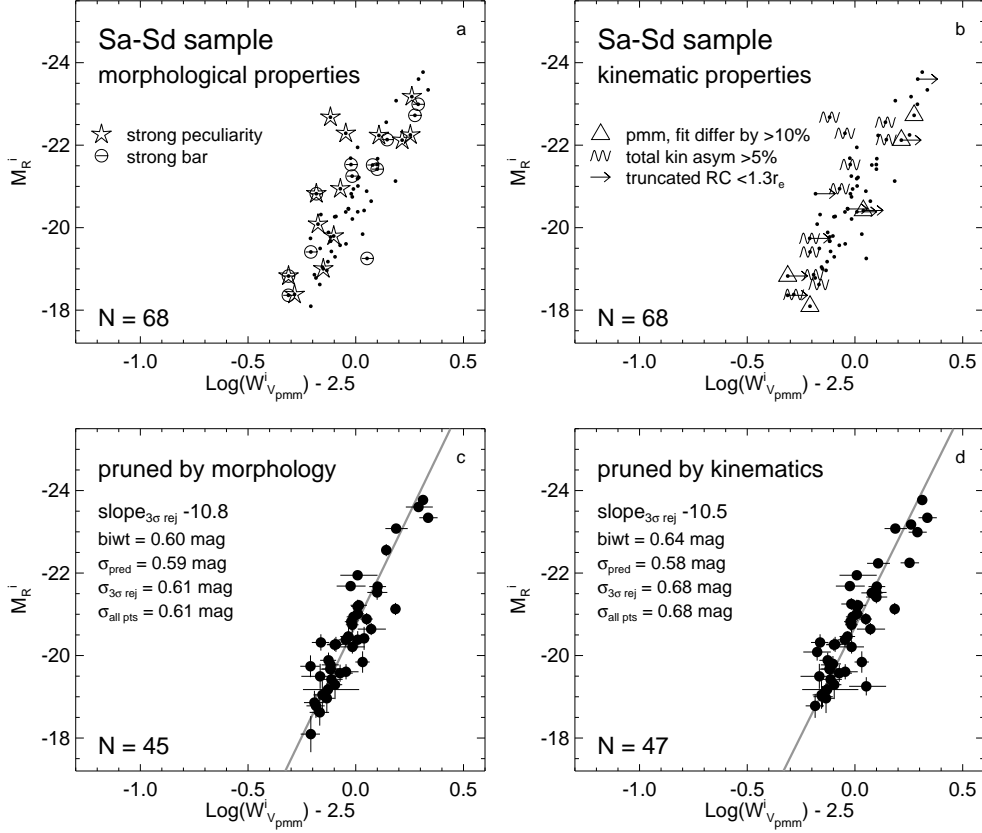 a
Sa-Sd sample
morphological properties
strong peculiarity
strong bar
N = 68
-24
-22
-20
-18
M_R^i
-1.0
-0.5
0.0
0.5
Log(W^i_Vpmm) - 2.5
b
Sa-Sd sample
kinematic properties
pmm, fit differ by >10%
total kin asym >5%
truncated RC <1.3r_e
N = 68
-24
-22
-20
-18
M_R^i
-1.0
-0.5
0.0
0.5
Log(W^i_Vpmm) - 2.5
c
pruned by morphology
slope_3σ rej -10.8
biwt = 0.60 mag
σ_pred = 0.59 mag
σ_3σ rej = 0.61 mag
σ_all pts = 0.61 mag
N = 45
-24
-22
-20
-18
M_R^i
-1.0
-0.5
0.0
0.5
Log(W^i_Vpmm) - 2.5
d
pruned by kinematics
slope_3σ rej -10.5
biwt = 0.64 mag
σ_pred = 0.58 mag
σ_3σ rej = 0.68 mag
σ_all pts = 0.68 mag
N = 47
-24
-22
-20
-18
M_R^i
-1.0
-0.5
0.0
0.5
Log(W^i_Vpmm) - 2.5